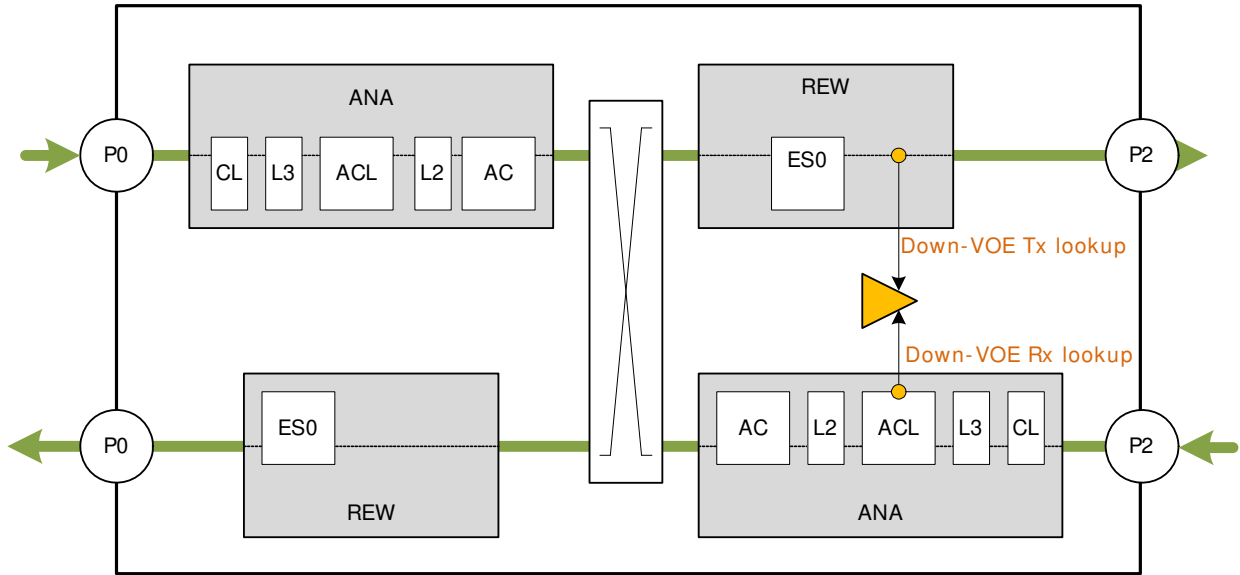 ANA
REW
P0
CL
L3
ACL
L2
AC
ES0
P2
Down-VOE Tx lookup
Down-VOE Rx lookup
P0
ES0
REW
AC
L2
ACL
L3
CL
P2
ANA